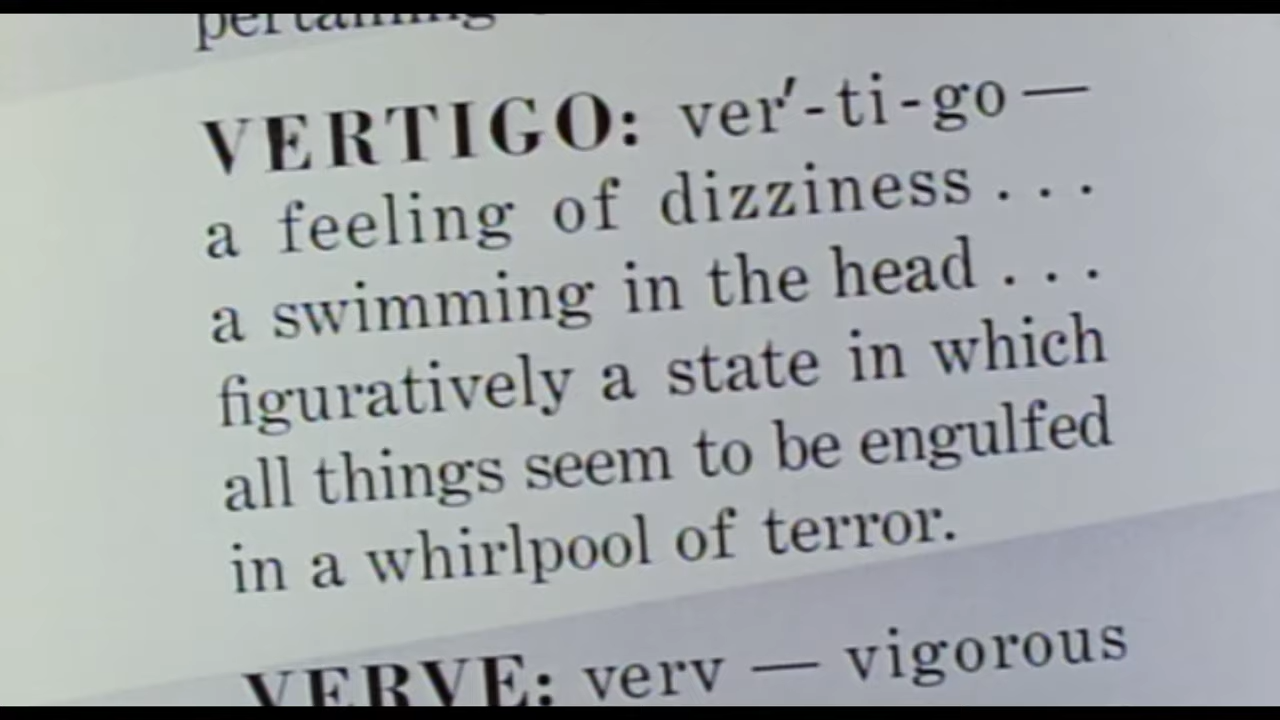 pertaining
VERTIGO: ver′-ti-go —
a feeling of dizziness . . .
a swimming in the head . . .
figuratively a state in which
all things seem to be engulfed
in a whirlpool of terror.
VERVE: verv — vigorous